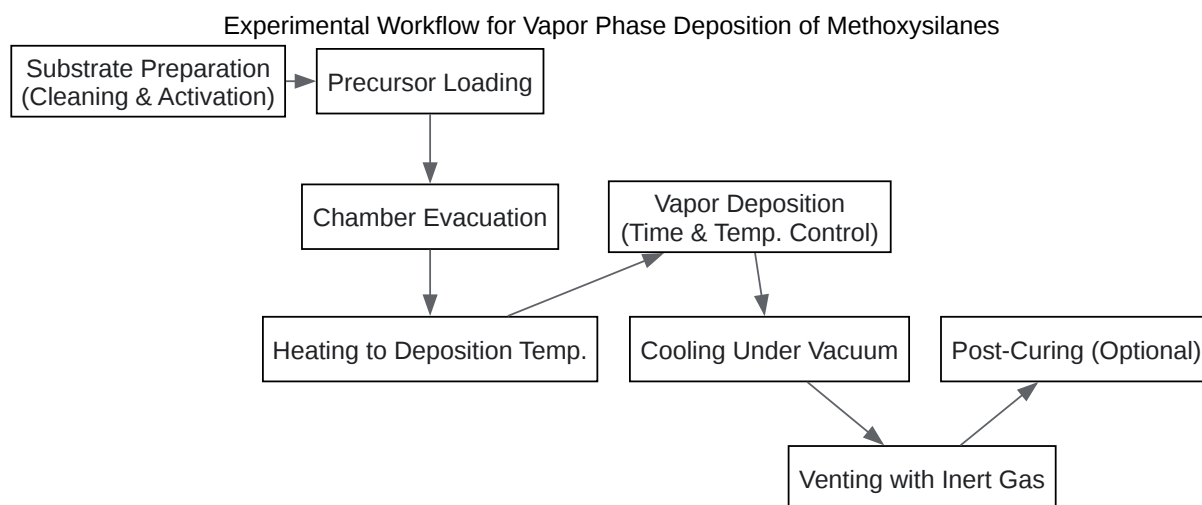 Experimental Workflow for Vapor Phase Deposition of Methoxysilanes
Substrate Preparation
(Cleaning & Activation)
Precursor Loading
Chamber Evacuation
Vapor Deposition
(Time & Temp. Control)
Heating to Deposition Temp.
Cooling Under Vacuum
Post-Curing (Optional)
Venting with Inert Gas